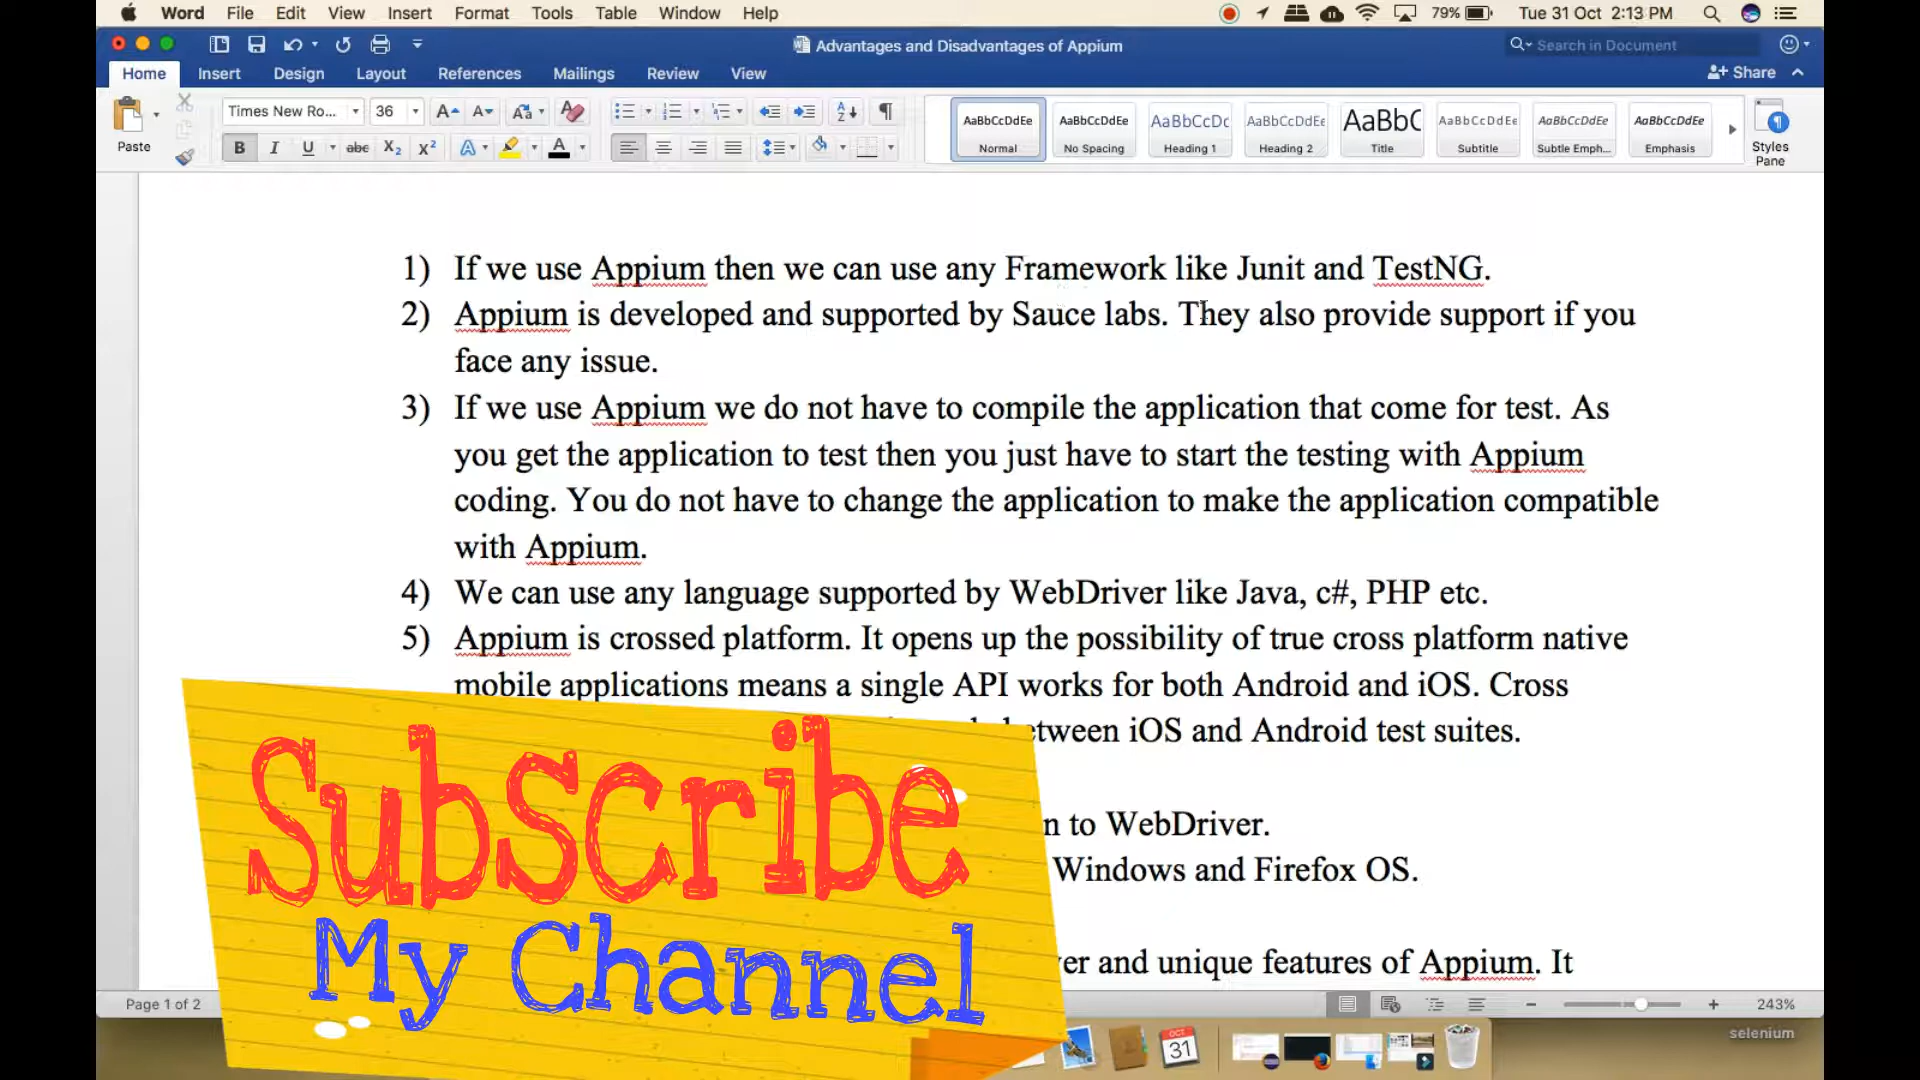 Word File Edit View Insert Format Tools Table Window Help 79% Tue 31 Oct 2:13 PM
Advantages and Disadvantages of Appium Search in Document
Home Insert Design Layout References Mailings Review View Share
Paste Times New Ro... 36 A A Aa
B I U abc X₂ X² A A
AaBbCcDdEe AaBbCcDdEe AaBbCcDc AaBbCcDdEe AaBbC AaBbCcDdEe AaBbCcDdEe AaBbCcDdEe
Normal No Spacing Heading 1 Heading 2 Title Subtitle Subtle Emph... Emphasis Styles Pane
1) If we use Appium then we can use any Framework like Junit and TestNG.
2) Appium is developed and supported by Sauce labs. They also provide support if you
face any issue.
3) If we use Appium we do not have to compile the application that come for test. As
you get the application to test then you just have to start the testing with Appium
coding. You do not have to change the application to make the application compatible
with Appium.
4) We can use any language supported by WebDriver like Java, c#, PHP etc.
5) Appium is crossed platform. It opens up the possibility of true cross platform native
mobile applications means a single API works for both Android and iOS. Cross
between iOS and Android test suites.
n to WebDriver.
Windows and Firefox OS.
er and unique features of Appium. It
Subscribe
My Channel
Page 1 of 2 243%
OCT
31
selenium